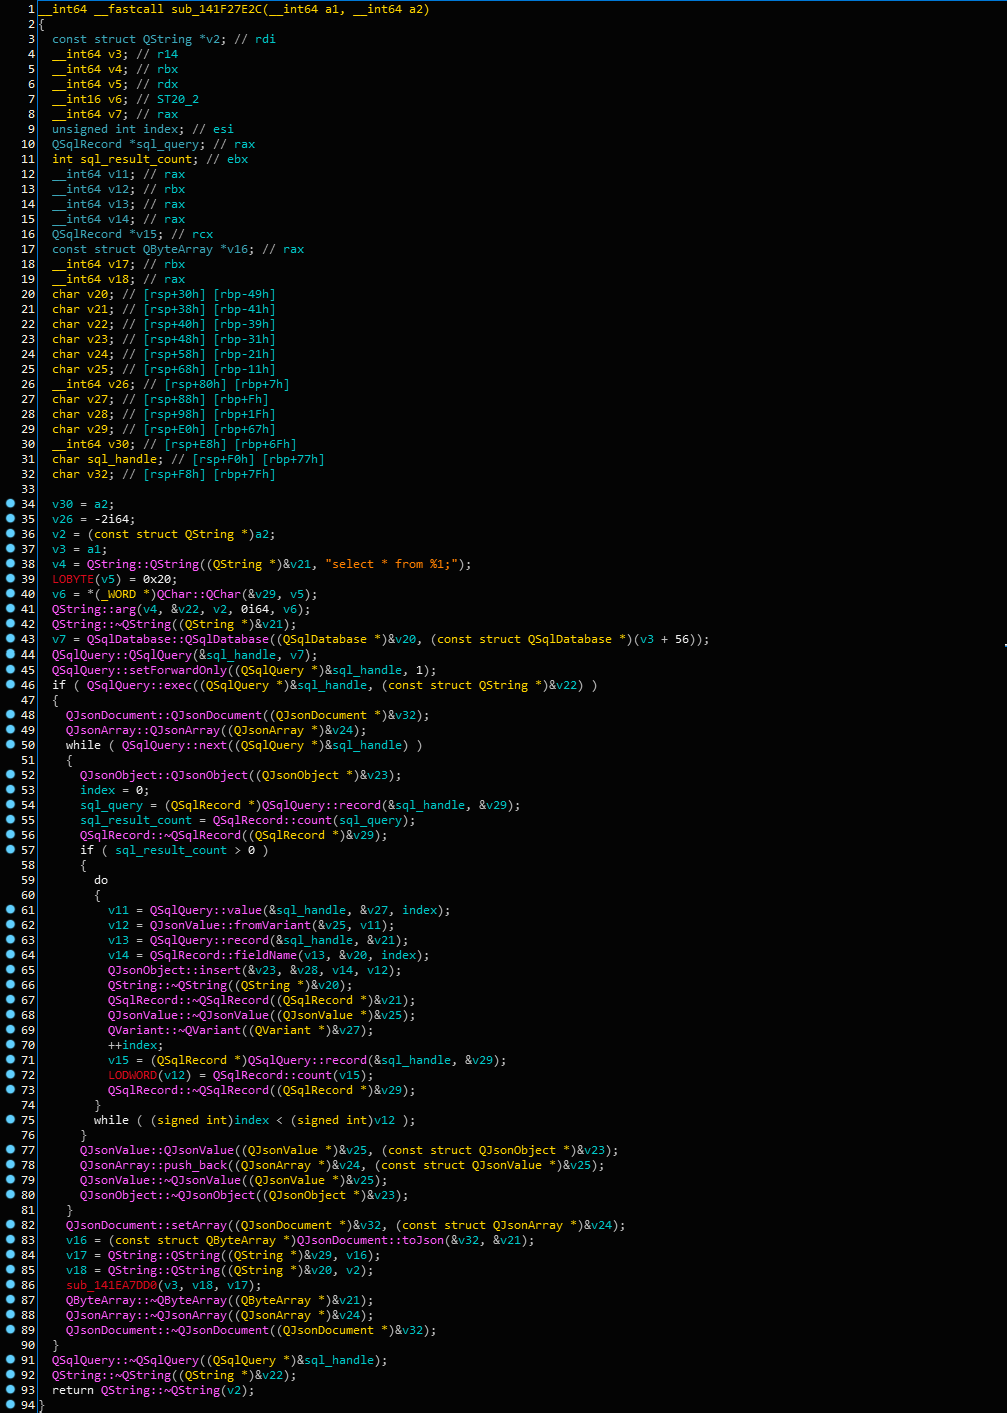 1 __int64 __fastcall sub_141F27E2C(__int64 a1, __int64 a2)
2 {
3 const struct QString *v2; // rdi
4 __int64 v3; // r14
5 __int64 v4; // rbx
6 __int64 v5; // rdx
7 __int16 v6; // ST20_2
8 __int64 v7; // rax
9 unsigned int index; // esi
10 QSqlRecord *sql_query; // rax
11 int sql_result_count; // ebx
12 __int64 v11; // rax
13 __int64 v12; // rbx
14 __int64 v13; // rax
15 __int64 v14; // rax
16 QSqlRecord *v15; // rcx
17 const struct QByteArray *v16; // rax
18 __int64 v17; // rbx
19 __int64 v18; // rax
20 char v20; // [rsp+30h] [rbp-49h]
21 char v21; // [rsp+38h] [rbp-41h]
22 char v22; // [rsp+40h] [rbp-39h]
23 char v23; // [rsp+48h] [rbp-31h]
24 char v24; // [rsp+58h] [rbp-21h]
25 char v25; // [rsp+68h] [rbp-11h]
26 __int64 v26; // [rsp+80h] [rbp+7h]
27 char v27; // [rsp+88h] [rbp+Fh]
28 char v28; // [rsp+98h] [rbp+1Fh]
29 char v29; // [rsp+E0h] [rbp+67h]
30 __int64 v30; // [rsp+E8h] [rbp+6Fh]
31 char sql_handle; // [rsp+F0h] [rbp+77h]
32 char v32; // [rsp+F8h] [rbp+7Fh]
33
34 v30 = a2;
35 v26 = -2i64;
36 v2 = (const struct QString *)a2;
37 v3 = a1;
38 v4 = QString::QString((QString *)&v21, "select * from %1;");
39 LOBYTE(v5) = 0x20;
40 v6 = *(_WORD *)QChar::QChar(&v29, v5);
41 QString::arg(v4, &v22, v2, 0i64, v6);
42 QString::~QString((QString *)&v21);
43 v7 = QSqlDatabase::QSqlDatabase((QSqlDatabase *)&v20, (const struct QSqlDatabase *)(v3 + 56));
44 QSqlQuery::QSqlQuery(&sql_handle, v7);
45 QSqlQuery::setForwardOnly((QSqlQuery *)&sql_handle, 1);
46 if ( QSqlQuery::exec((QSqlQuery *)&sql_handle, (const struct QString *)&v22) )
47 {
48 QJsonDocument::QJsonDocument((QJsonDocument *)&v32);
49 QJsonArray::QJsonArray((QJsonArray *)&v24);
50 while ( QSqlQuery::next((QSqlQuery *)&sql_handle) )
51 {
52 QJsonObject::QJsonObject((QJsonObject *)&v23);
53 index = 0;
54 sql_query = (QSqlRecord *)QSqlQuery::record(&sql_handle, &v29);
55 sql_result_count = QSqlRecord::count(sql_query);
56 QSqlRecord::~QSqlRecord((QSqlRecord *)&v29);
57 if ( sql_result_count > 0 )
58 {
59 do
60 {
61 v11 = QSqlQuery::value(&sql_handle, &v27, index);
62 v12 = QJsonValue::fromVariant(&v25, v11);
63 v13 = QSqlQuery::record(&sql_handle, &v21);
64 v14 = QSqlRecord::fieldName(v13, &v20, index);
65 QJsonObject::insert(&v23, &v28, v14, v12);
66 QString::~QString((QString *)&v20);
67 QSqlRecord::~QSqlRecord((QSqlRecord *)&v21);
68 QJsonValue::~QJsonValue((QJsonValue *)&v25);
69 QVariant::~QVariant((QVariant *)&v27);
70 ++index;
71 v15 = (QSqlRecord *)QSqlQuery::record(&sql_handle, &v29);
72 LODWORD(v12) = QSqlRecord::count(v15);
73 QSqlRecord::~QSqlRecord((QSqlRecord *)&v29);
74 }
75 while ( (signed int)index < (signed int)v12 );
76 }
77 QJsonValue::QJsonValue((QJsonValue *)&v25, (const struct QJsonObject *)&v23);
78 QJsonArray::push_back((QJsonArray *)&v24, (const struct QJsonValue *)&v25);
79 QJsonValue::~QJsonValue((QJsonValue *)&v25);
80 QJsonObject::~QJsonObject((QJsonObject *)&v23);
81 }
82 QJsonDocument::setArray((QJsonDocument *)&v32, (const struct QJsonArray *)&v24);
83 v16 = (const struct QByteArray *)QJsonDocument::toJson(&v32, &v21);
84 v17 = QString::QString((QString *)&v29, v16);
85 v18 = QString::QString((QString *)&v20, v2);
86 sub_141EA7DD0(v3, v18, v17);
87 QByteArray::~QByteArray((QByteArray *)&v21);
88 QJsonArray::~QJsonArray((QJsonArray *)&v24);
89 QJsonDocument::~QJsonDocument((QJsonDocument *)&v32);
90 }
91 QSqlQuery::~QSqlQuery((QSqlQuery *)&sql_handle);
92 QString::~QString((QString *)&v22);
93 return QString::~QString(v2);
94 }